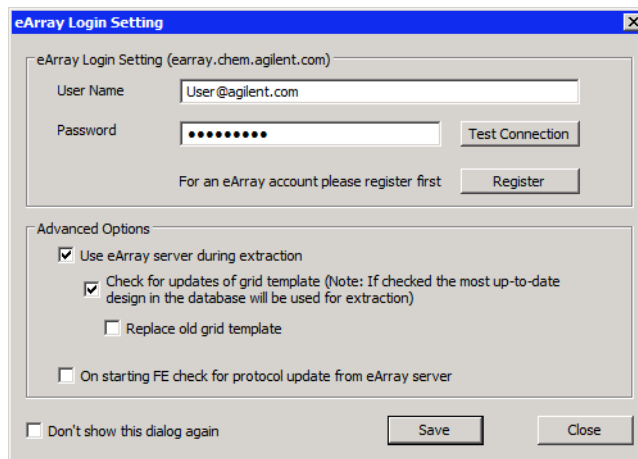 eArray Login Setting
eArray Login Setting (earray.chem.agilent.com)
User Name
User@agilent.com
Password
●●●●●●●●●
Test Connection
For an eArray account please register first
Register
Advanced Options
Use eArray server during extraction
Check for updates of grid template (Note: If checked the most up-to-date
design in the database will be used for extraction)
Replace old grid template
On starting FE check for protocol update from eArray server
Don't show this dialog again
Save
Close